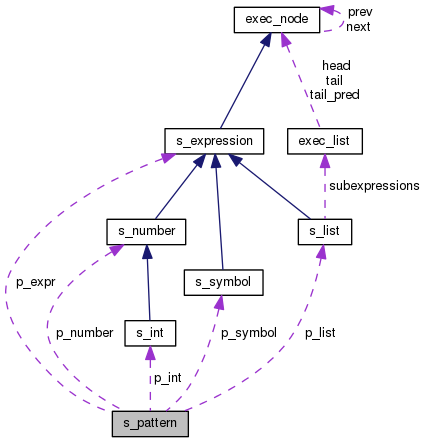 exec_node
prev
next
head
tail
tail_pred
s_expression
exec_list
subexpressions
s_number
s_list
s_symbol
p_expr
p_number
s_int
p_symbol
p_list
p_int
s_pattern